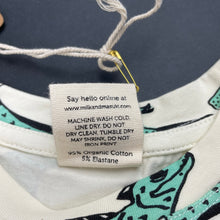 Say hello online at
www.milkandmasuki.com
MACHINE WASH COLD.
LINE DRY. DO NOT
DRY CLEAN. TUMBLE DRY
MAY SHRINK. DO NOT
IRON PRINT
95% Organic Cotton
5% Elastane